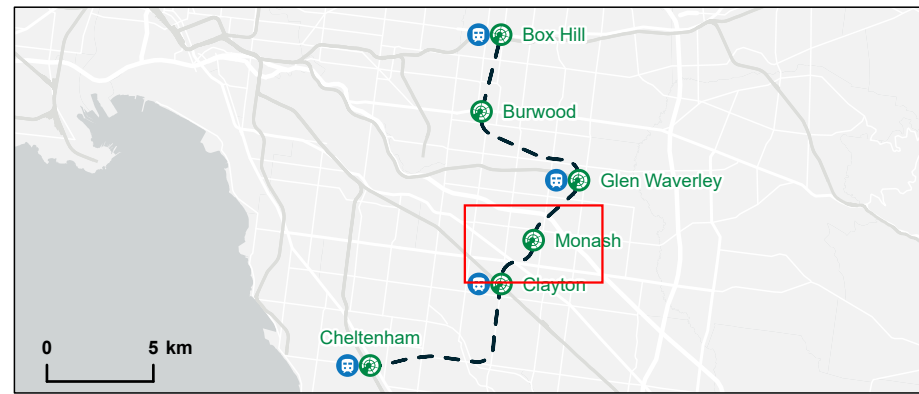 Box Hill
Burwood
Glen Waverley
Monash
Clayton
Cheltenham
0 5 km